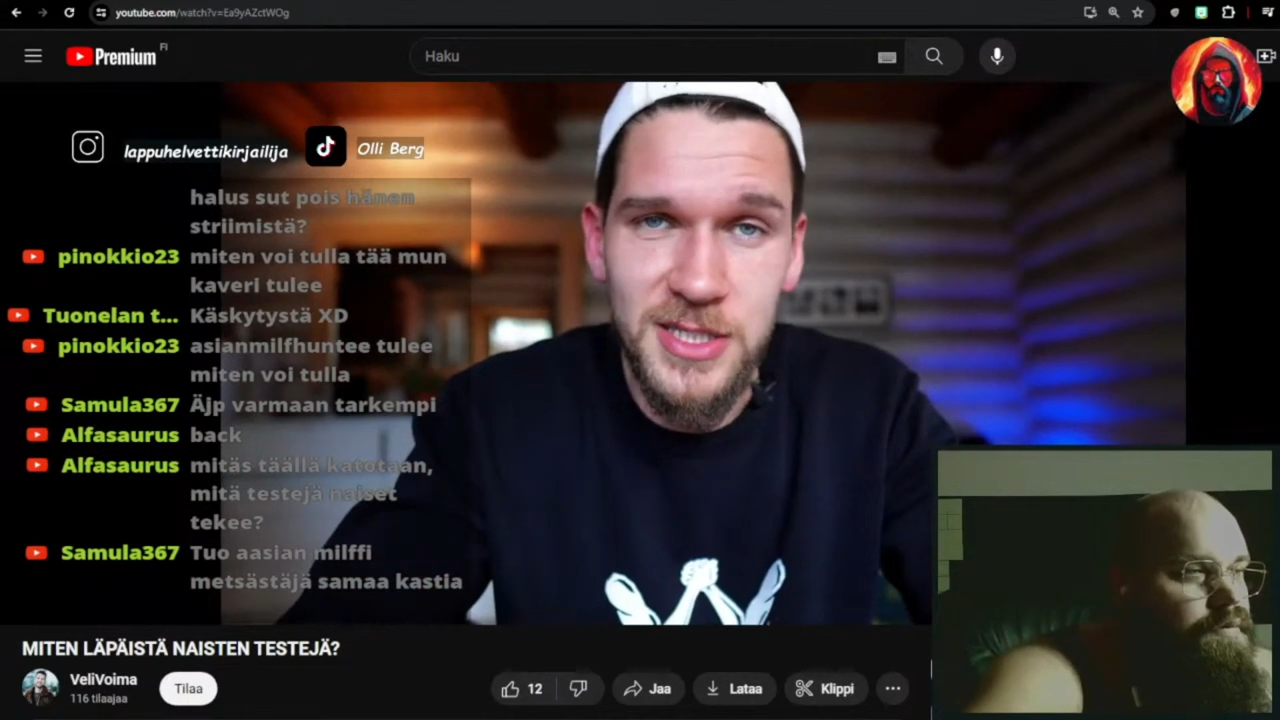 youtube.com/watch?v=Ea9yAZctWOg
Premium FI
Haku
lappuhelvettikirjailija
Olli Berg
halus sut pois hänen
striimistä?
pinokkio23 miten voi tulla tää mun
kaveri tulee
Tuonelan t... Käskytystä XD
pinokkio23 asianmilfhuntee tulee
miten voi tulla
Samula367 Äjp varmaan tarkempi
Alfasaurus back
Alfasaurus mitäs täällä katotaan,
mitä testejä naiset
tekee?
Samula367 Tuo aasian milffi
metsästäjä samaa kastia
MITEN LÄPÄISTÄ NAISTEN TESTEJÄ?
VeliVoima
116 tilaajaa
Tilaa
12
Jaa
Lataa
Klippi